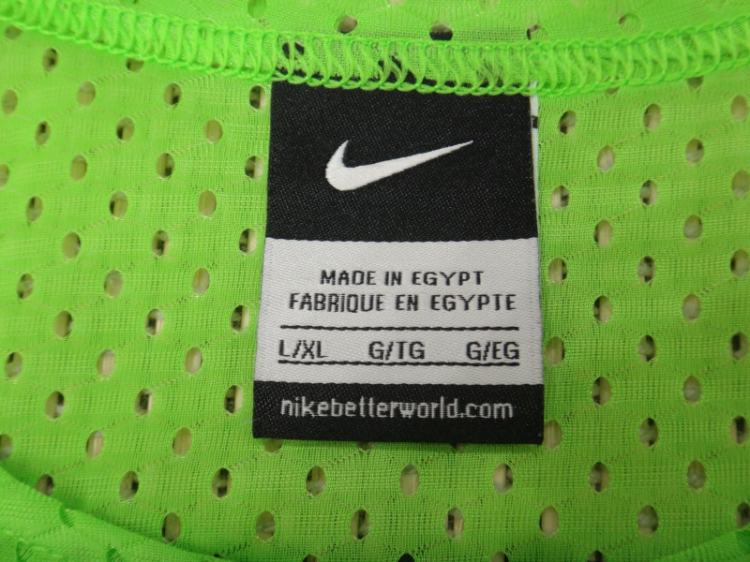 MADE IN EGYPT
FABRIQUE EN EGYPTE
L/XL G/TG G/EG
nikebetterworld.com